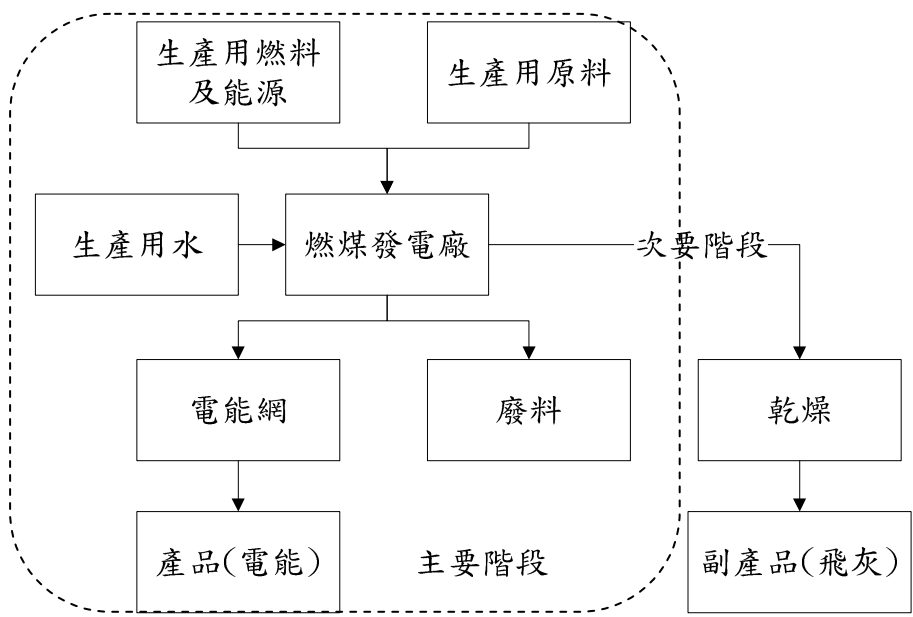 生產用燃料
及能源
生產用原料
生產用水
燃煤發電廠
次要階段
電能網
廢料
乾燥
產品(電能)
主要階段
副產品(飛灰)